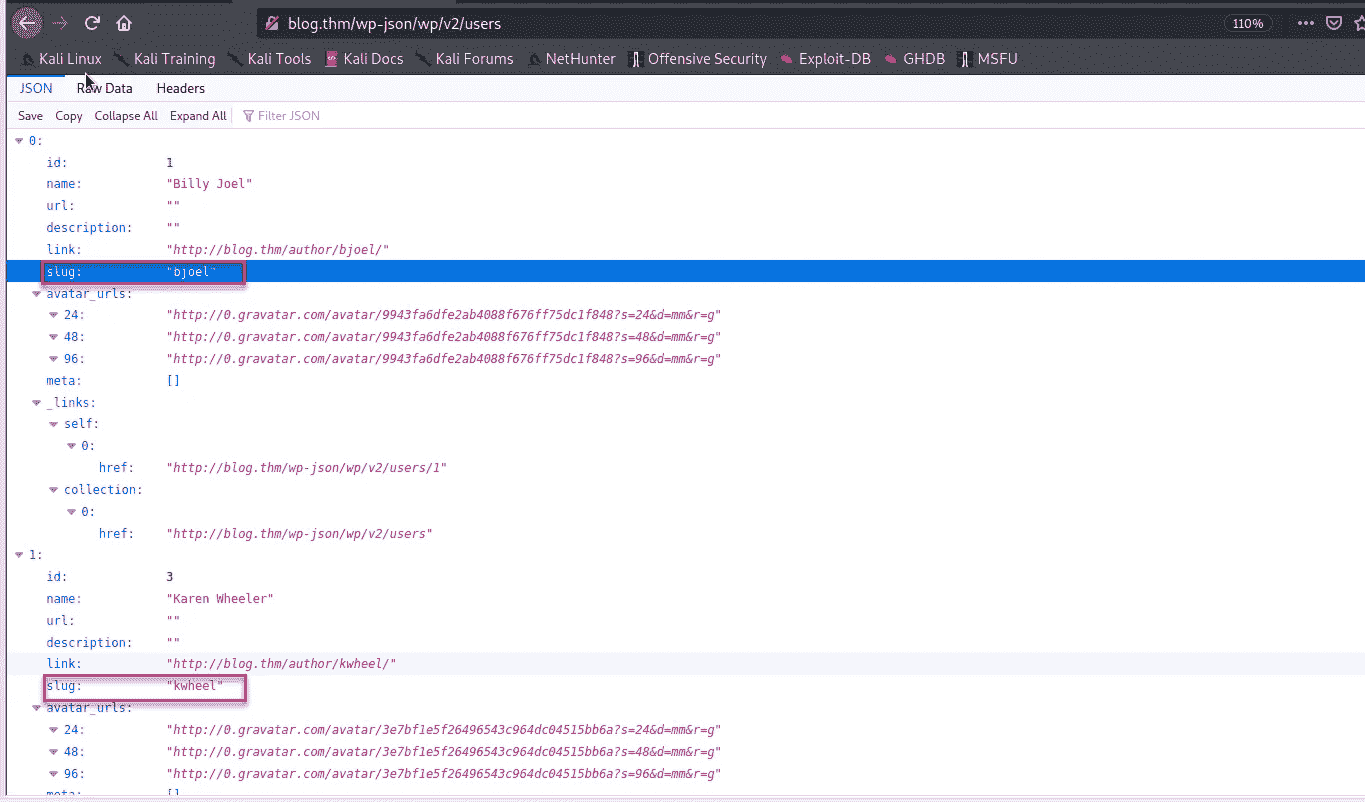 blog.thm/wp-json/wp/v2/users 110%
Kali Linux Kali Training Kali Tools Kali Docs Kali Forums NetHunter Offensive Security Exploit-DB GHDB MSFU
JSON Raw Data Headers
Save Copy Collapse All Expand All Filter JSON
0:
id: 1
name: "Billy Joel"
url: ""
description: ""
link: "http://blog.thm/author/bjoel/"
slug: "bjoel"
avatar_urls:
24: "http://0.gravatar.com/avatar/9943fa6dfe2ab4088f676ff75dc1f848?s=24&d=mm&r=g"
48: "http://0.gravatar.com/avatar/9943fa6dfe2ab4088f676ff75dc1f848?s=48&d=mm&r=g"
96: "http://0.gravatar.com/avatar/9943fa6dfe2ab4088f676ff75dc1f848?s=96&d=mm&r=g"
meta: []
_links:
self:
0:
href: "http://blog.thm/wp-json/wp/v2/users/1"
collection:
0:
href: "http://blog.thm/wp-json/wp/v2/users"
1:
id: 3
name: "Karen Wheeler"
url: ""
description: ""
link: "http://blog.thm/author/kwheel/"
slug: "kwheel"
avatar_urls:
24: "http://0.gravatar.com/avatar/3e7bf1e5f26496543c964dc04515bb6a?s=24&d=mm&r=g"
48: "http://0.gravatar.com/avatar/3e7bf1e5f26496543c964dc04515bb6a?s=48&d=mm&r=g"
96: "http://0.gravatar.com/avatar/3e7bf1e5f26496543c964dc04515bb6a?s=96&d=mm&r=g"
meta: []